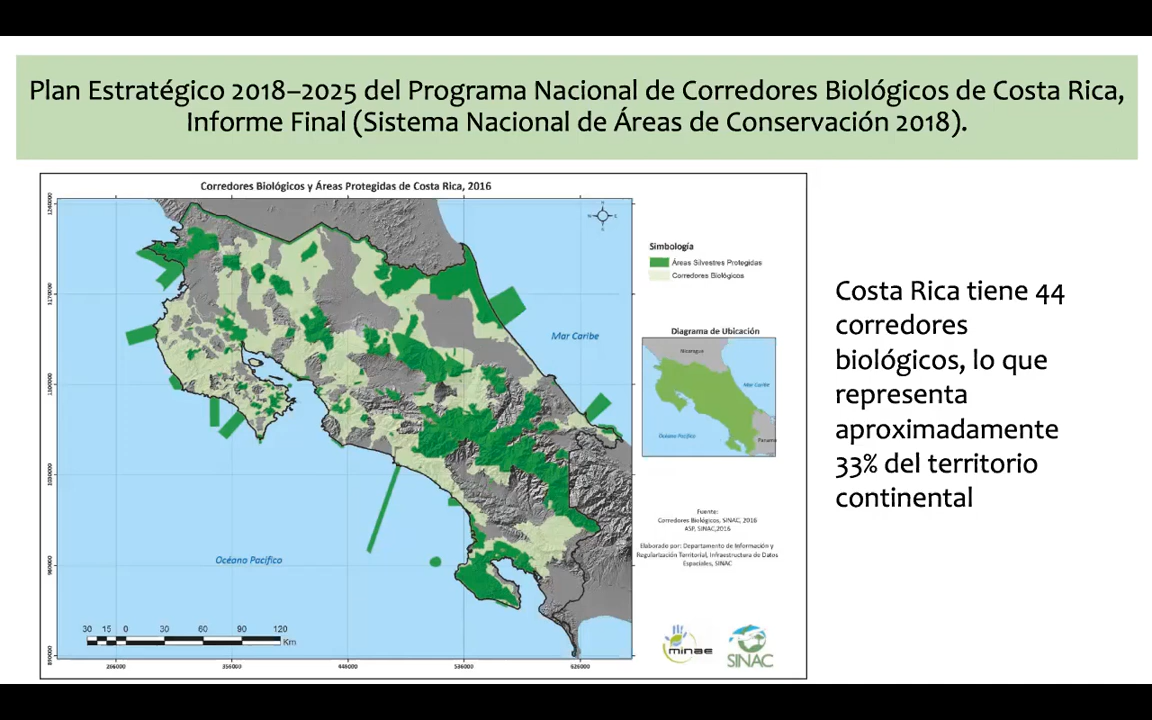 Plan Estratégico 2018–2025 del Programa Nacional de Corredores Biológicos de Costa Rica,
Informe Final (Sistema Nacional de Áreas de Conservación 2018).
Corredores Biológicos y Áreas Protegidas de Costa Rica, 2016
Simbología
Áreas Silvestres Protegidas
Corredores Biológicos
Mar Caribe
Diagrama de Ubicación
Nicaragua
Mar Caribe
Océano Pacífico
Panama
Fuente:
Corredores Biológicos, SINAC, 2016
ASP, SINAC,2016
Elaborado por: Departamento de Información y
Regularización Territorial, Infraestructura de Datos
Espaciales, SINAC
Océano Pacífico
30 15 0 30 60 90 120
Km
minae
SINAC
266000 356000 446000 536000 626000
Costa Rica tiene 44
corredores
biológicos, lo que
representa
aproximadamente
33% del territorio
continental